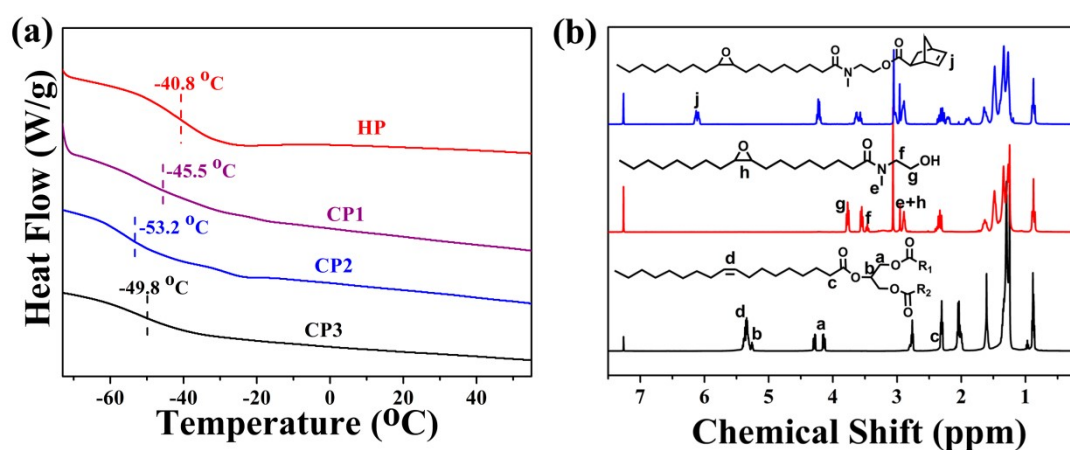 (a)
-40.8 °C
HP
-45.5 °C
CP1
-53.2 °C
CP2
-49.8 °C
CP3
Heat Flow (W/g)
-60 -40 -20 0 20 40
Temperature (°C)
(b)
O O O N O j
j
O O N OH
h e f g
g f e+h
d O O O R₁
c b a O O R₂
d b a c
7 6 5 4 3 2 1
Chemical Shift (ppm)